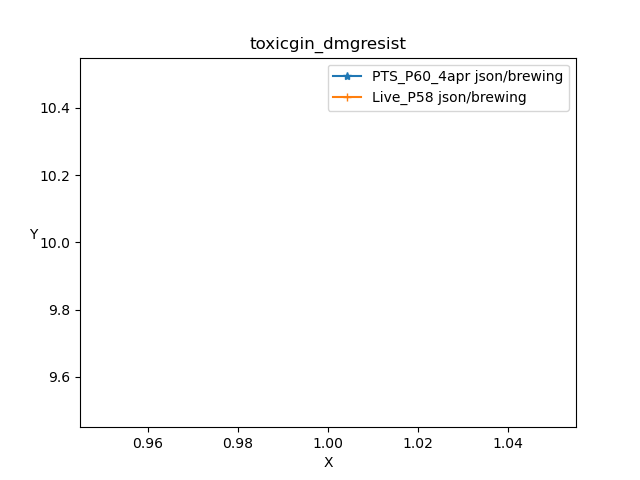 toxicgin_dmgresist
PTS_P60_4apr json/brewing
Live_P58 json/brewing
10.4
10.2
Y
10.0
9.8
9.6
0.96 0.98 1.00 1.02 1.04
X